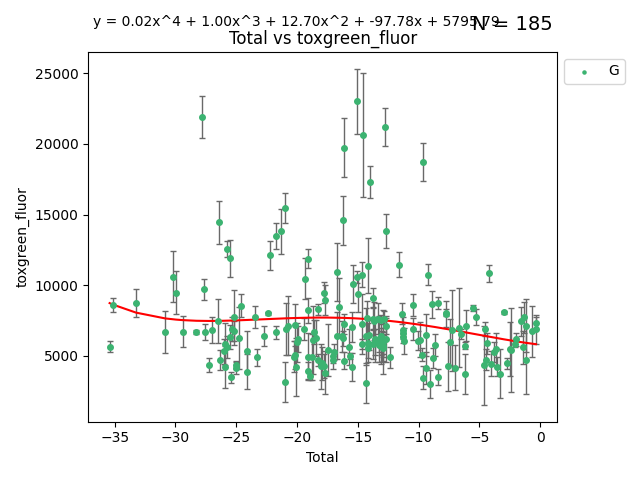 y = 0.02x^4 + 1.00x^3 + 12.70x^2 + -97.78x + 5795.79
N = 185
Total vs toxgreen_fluor
G
25000
20000
15000
10000
5000
toxgreen_fluor
−35 −30 −25 −20 −15 −10 −5 0
Total